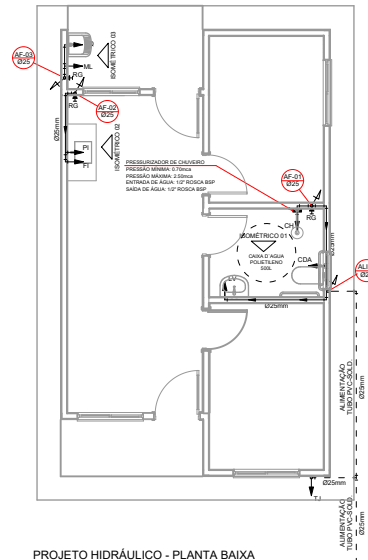 AF-03
Ø25
ML
RG
ISOMÉTRICO 03
AF-02
Ø25
RG
Ø25mm
PI
FI
ISOMÉTRICO 02
PRESSURIZADOR DE CHUVEIRO
PRESSÃO MÍNIMA: 0.70mca
PRESSÃO MÁXIMA: 2.50mca
ENTRADA DE ÁGUA: 1/2" ROSCA BSP
SAÍDA DE ÁGUA: 1/2" ROSCA BSP
AF-01
Ø25
RG
CH
Ø25mm
ISOMÉTRICO 01
CAIXA D`AGUA
POLIETILENO
500L
CDA
LV
Ø25mm
ALIMENTAÇÃO
TUBO PVC-SOLD.
Ø25mm
Ø25mm
TJ
TUBO PVC-SOLD.
Ø25mm
PROJETO HIDRÁULICO - PLANTA BAIXA